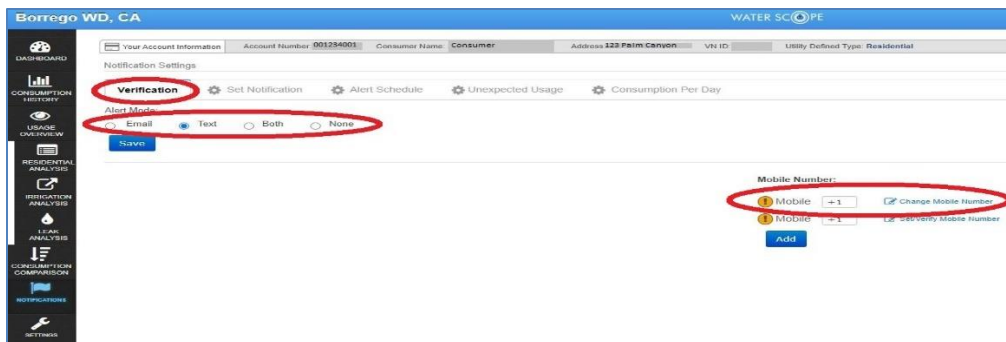 Borrego WD, CA
WATER SCOPE
DASHBOARD
CONSUMPTION
HISTORY
USAGE
OVERVIEW
RESIDENTIAL
ANALYSIS
IRRIGATION
ANALYSIS
LEAK
ANALYSIS
CONSUMPTION
COMPARISON
NOTIFICATIONS
SETTINGS
Your Account Information Account Number 001234001 Consumer Name: Consumer Address 123 Palm Canyon VN ID: Utility Defined Type: Residential
Notification Settings
Verification Set Notification Alert Schedule Unexpected Usage Consumption Per Day
Alert Mode:
Email Text Both None
Save
Mobile Number:
Mobile +1 Change Mobile Number
Mobile +1 Set/Verify Mobile Number
Add